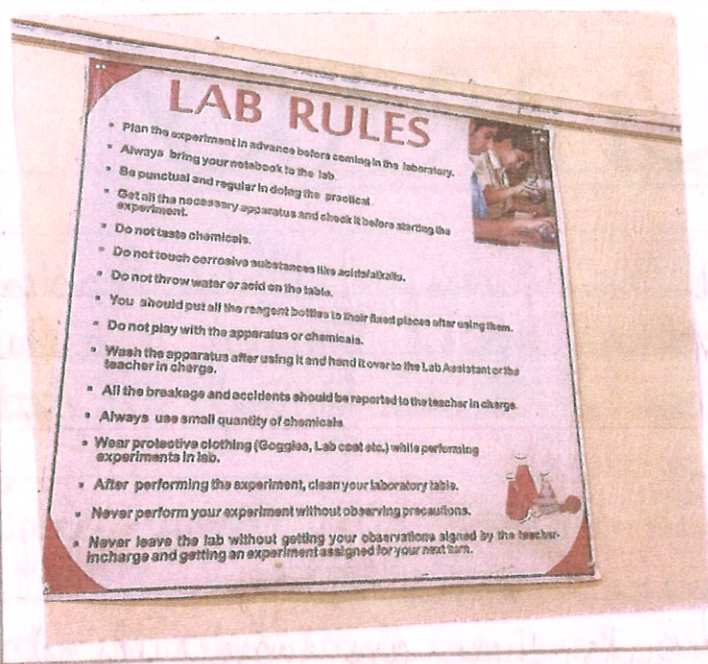 LAB RULES
• Plan the experiment in advance before coming in the laboratory.
• Always bring your notebook to the lab.
• Be punctual and regular in doing the practical.
• Get all the necessary apparatus and check it before starting the
experiment.
• Do not taste chemicals.
• Do not touch corrosive substances like acids/alkalis.
• Do not throw water or acid on the table.
• You should put all the reagent bottles to their fixed places after using them.
• Do not play with the apparatus or chemicals.
• Wash the apparatus after using it and hand it over to the Lab Assistant or the
teacher in charge.
• All the breakage and accidents should be reported to the teacher in charge.
• Always use small quantity of chemicals
• Wear protective clothing (Goggles, Lab coat etc.) while performing
experiments in lab.
• After performing the experiment, clean your laboratory table.
• Never perform your experiment without observing precautions.
• Never leave the lab without getting your observations signed by the teacher-
incharge and getting an experiment assigned for your next turn.